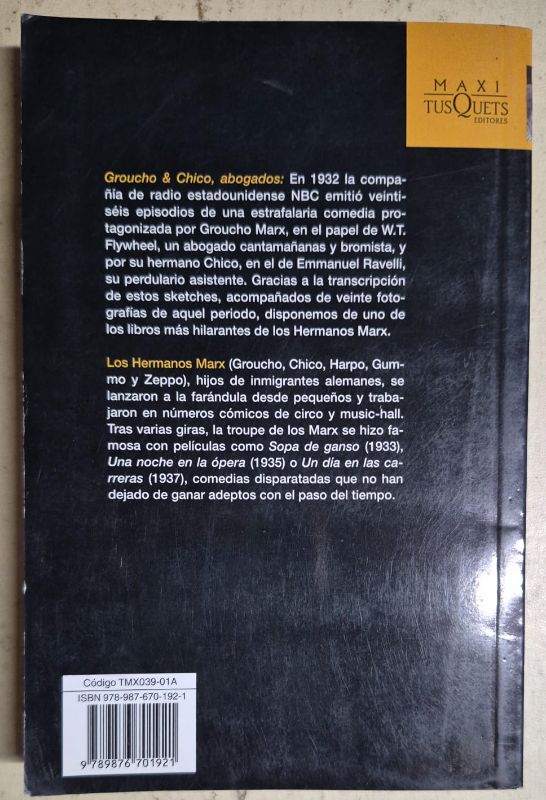 MAXI
TUSQUETS
EDITORES
Groucho & Chico, abogados: En 1932 la compa-
ñía de radio estadounidense NBC emitió veinti-
séis episodios de una estrafalaria comedia pro-
tagonizada por Groucho Marx, en el papel de W.T.
Flywheel, un abogado cantamañanas y bromista, y
por su hermano Chico, en el de Emmanuel Ravelli,
su perdulario asistente. Gracias a la transcripción
de estos sketches, acompañados de veinte foto-
grafías de aquel periodo, disponemos de uno de
los libros más hilarantes de los Hermanos Marx.
Los Hermanos Marx (Groucho, Chico, Harpo, Gum-
mo y Zeppo), hijos de inmigrantes alemanes, se
lanzaron a la farándula desde pequeños y traba-
jaron en números cómicos de circo y music-hall.
Tras varias giras, la troupe de los Marx se hizo fa-
mosa con películas como Sopa de ganso (1933),
Una noche en la ópera (1935) o Un día en las ca-
rreras (1937), comedias disparatadas que no han
dejado de ganar adeptos con el paso del tiempo.
Código TMX039-01A
ISBN 978-987-670-192-1
9 789876 701921